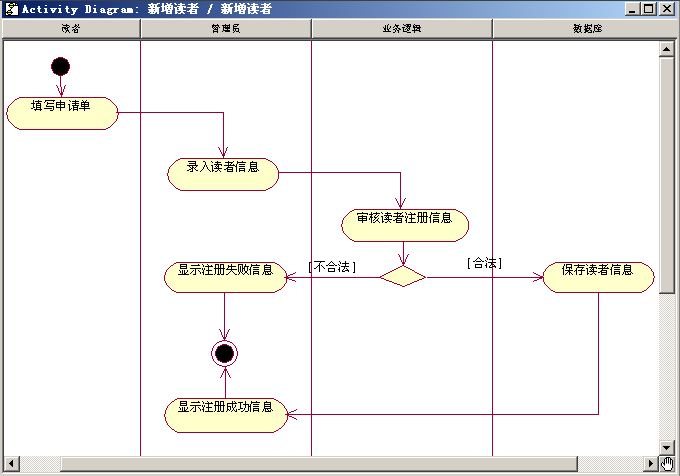 Activity Diagram: 新增读者 / 新增读者
读者
管理员
业务逻辑
数据库
填写申请单
录入读者信息
审核读者注册信息
显示注册失败信息
[不合法]
[合法]
保存读者信息
显示注册成功信息